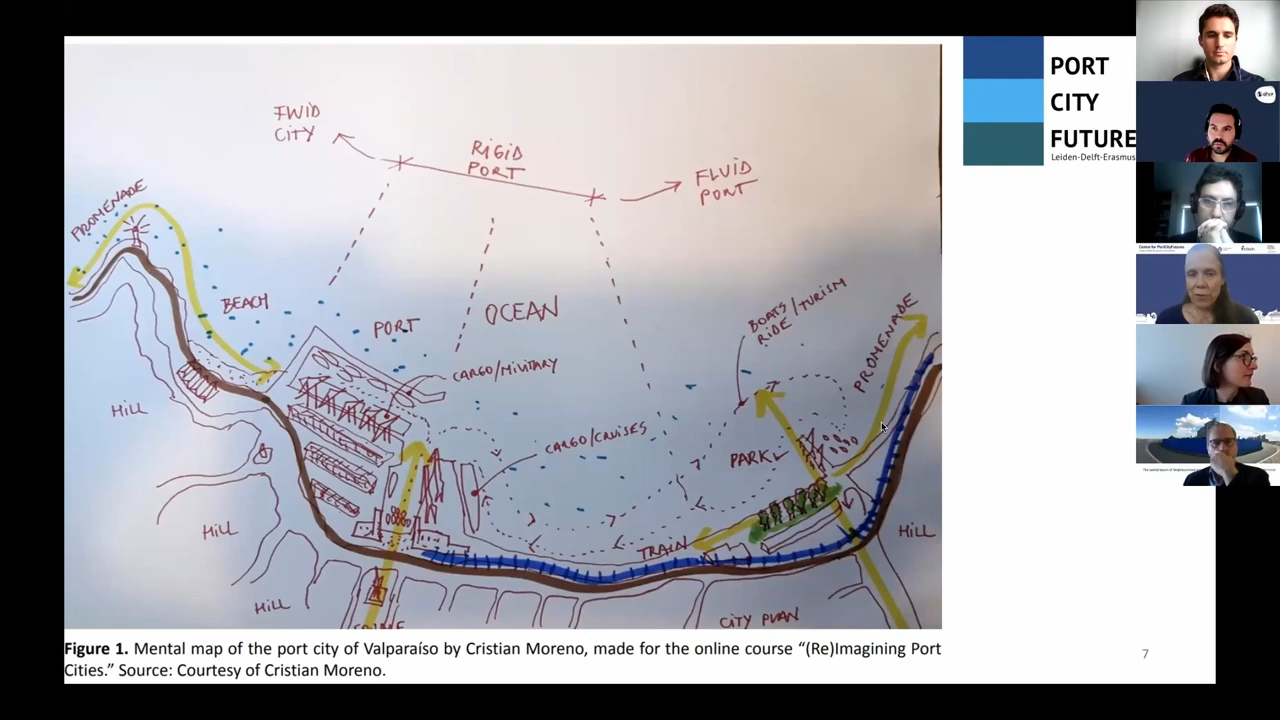 FLUID
CITY
RIGID
PORT
FLUID
PORT
PROMENADE
BEACH
PORT
OCEAN
BOATS/TURISM
RIDE/
PROMENADE
CARGO/MILITARY
CARGO/CRUISES
HILL
PARK
HILL
TRAIN
HILL
HILL
CITY PLAN
Figure 1. Mental map of the port city of Valparaíso by Cristian Moreno, made for the online course “(Re)Imagining Port
Cities.” Source: Courtesy of Cristian Moreno.
PORT
CITY
FUTURE
Leiden-Delft-Erasmus
7